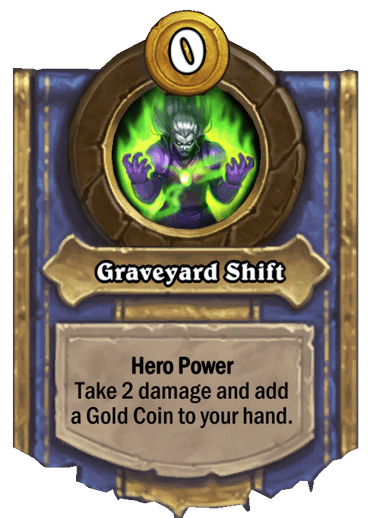 0
Graveyard Shift
Hero Power
Take 2 damage and add
a Gold Coin to your hand.